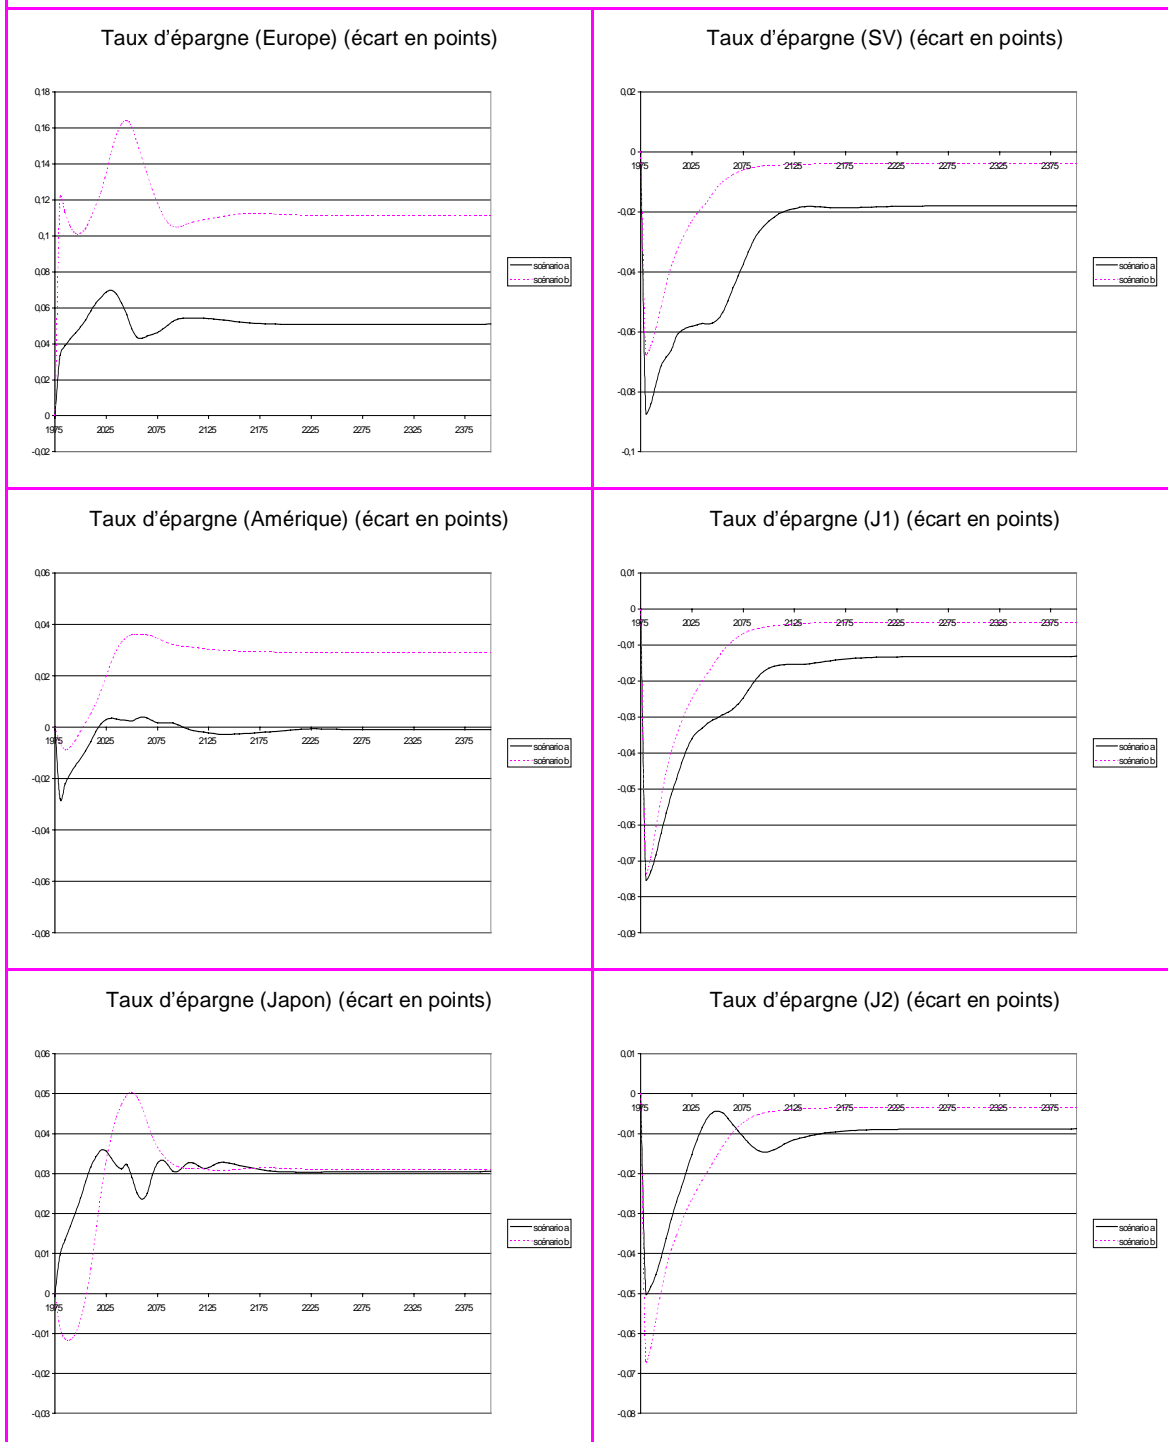 Taux d'épargne (Europe) (écart en points)
0,18
0,16
0,14
0,12
0,1
0,08
0,06
0,04
0,02
0
-0,02
1975 2025 2075 2125 2175 2225 2275 2325 2375
scénario a
scénario b
Taux d'épargne (SV) (écart en points)
0,02
0
-0,02
-0,04
-0,06
-0,08
-0,1
1975 2025 2075 2125 2175 2225 2275 2325 2375
scénario a
scénario b
Taux d'épargne (Amérique) (écart en points)
0,06
0,04
0,02
0
-0,02
-0,04
-0,06
-0,08
1975 2025 2075 2125 2175 2225 2275 2325 2375
scénario a
scénario b
Taux d'épargne (J1) (écart en points)
0,01
0
-0,01
-0,02
-0,03
-0,04
-0,05
-0,06
-0,07
-0,08
-0,09
1975 2025 2075 2125 2175 2225 2275 2325 2375
scénario a
scénario b
Taux d'épargne (Japon) (écart en points)
0,06
0,05
0,04
0,03
0,02
0,01
0
-0,01
-0,02
-0,03
1975 2025 2075 2125 2175 2225 2275 2325 2375
scénario a
scénario b
Taux d'épargne (J2) (écart en points)
0,01
0
-0,01
-0,02
-0,03
-0,04
-0,05
-0,06
-0,07
-0,08
1975 2025 2075 2125 2175 2225 2275 2325 2375
scénario a
scénario b